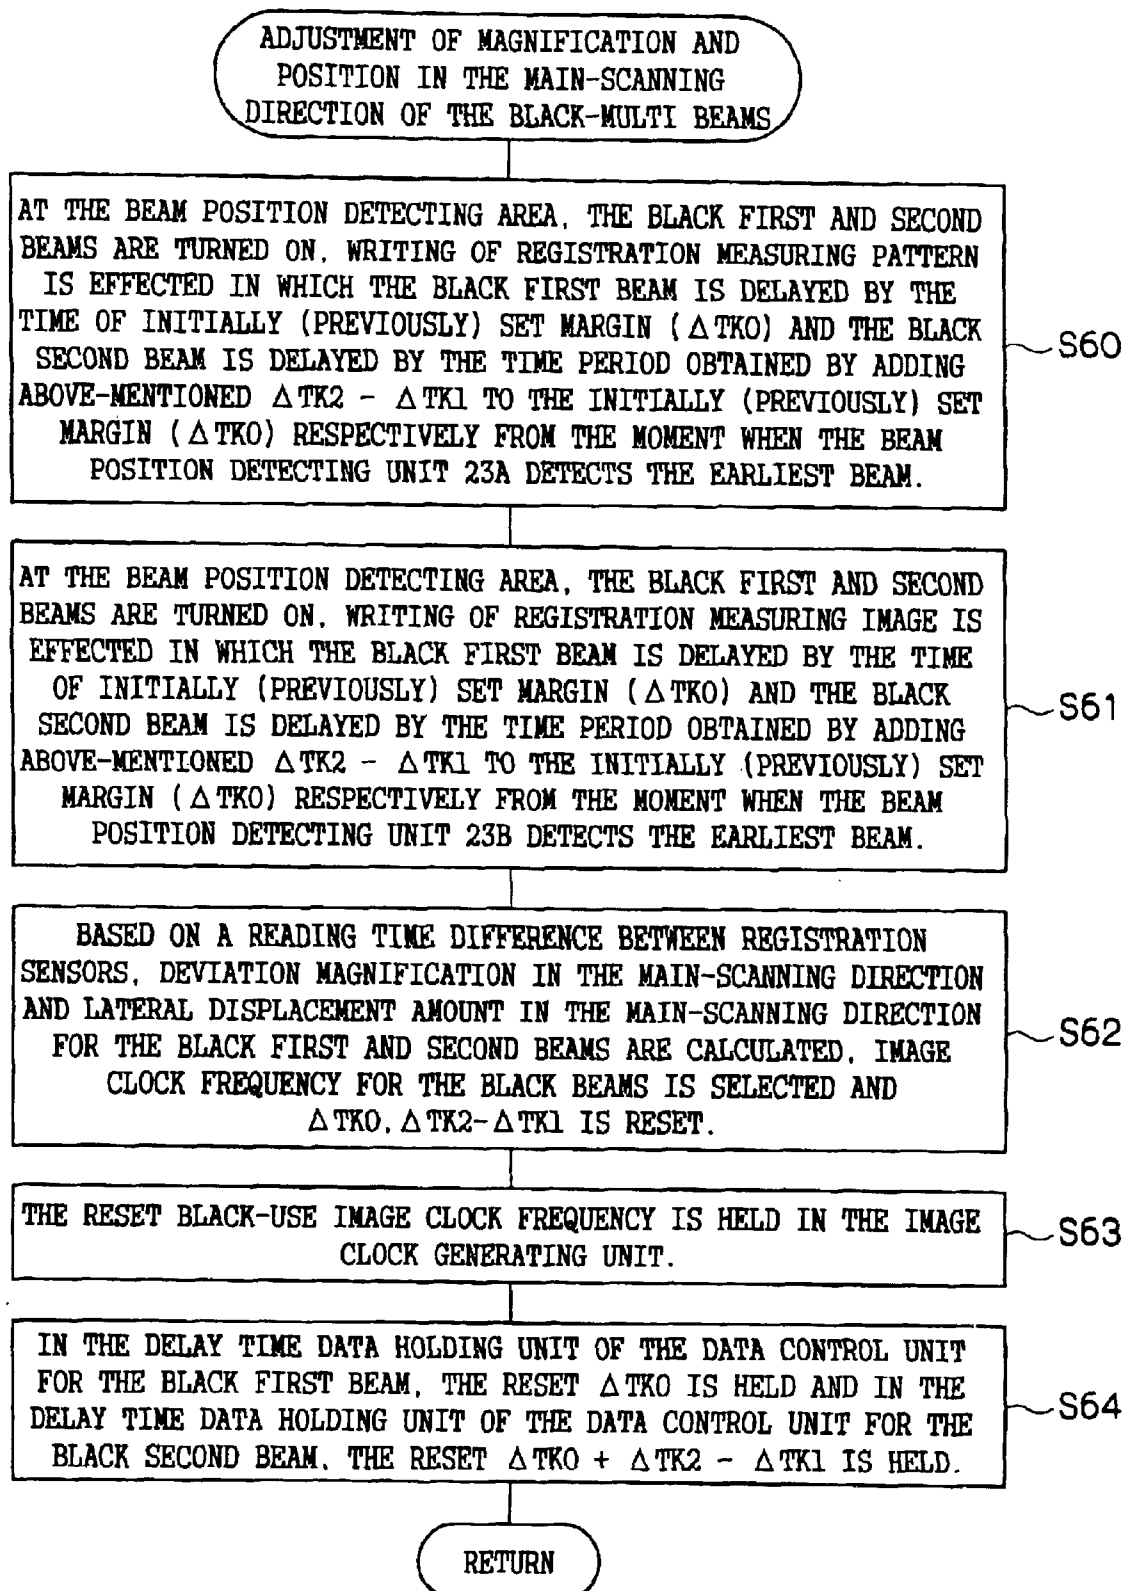 ADJUSTMENT OF MAGNIFICATION AND
POSITION IN THE MAIN-SCANNING
DIRECTION OF THE BLACK-MULTI BEAMS
AT THE BEAM POSITION DETECTING AREA, THE BLACK FIRST AND SECOND
BEAMS ARE TURNED ON. WRITING OF REGISTRATION MEASURING PATTERN
IS EFFECTED IN WHICH THE BLACK FIRST BEAM IS DELAYED BY THE
TIME OF INITIALLY (PREVIOUSLY) SET MARGIN (ΔTK0) AND THE BLACK
SECOND BEAM IS DELAYED BY THE TIME PERIOD OBTAINED BY ADDING
ABOVE-MENTIONED ΔTK2 - ΔTK1 TO THE INITIALLY (PREVIOUSLY) SET
MARGIN (ΔTK0) RESPECTIVELY FROM THE MOMENT WHEN THE BEAM
POSITION DETECTING UNIT 23A DETECTS THE EARLIEST BEAM.
S60
AT THE BEAM POSITION DETECTING AREA, THE BLACK FIRST AND SECOND
BEAMS ARE TURNED ON. WRITING OF REGISTRATION MEASURING IMAGE IS
EFFECTED IN WHICH THE BLACK FIRST BEAM IS DELAYED BY THE TIME
OF INITIALLY (PREVIOUSLY) SET MARGIN (ΔTK0) AND THE BLACK
SECOND BEAM IS DELAYED BY THE TIME PERIOD OBTAINED BY ADDING
ABOVE-MENTIONED ΔTK2 - ΔTK1 TO THE INITIALLY (PREVIOUSLY) SET
MARGIN (ΔTK0) RESPECTIVELY FROM THE MOMENT WHEN THE BEAM
POSITION DETECTING UNIT 23B DETECTS THE EARLIEST BEAM.
S61
BASED ON A READING TIME DIFFERENCE BETWEEN REGISTRATION
SENSORS, DEVIATION MAGNIFICATION IN THE MAIN-SCANNING DIRECTION
AND LATERAL DISPLACEMENT AMOUNT IN THE MAIN-SCANNING DIRECTION
FOR THE BLACK FIRST AND SECOND BEAMS ARE CALCULATED, IMAGE
CLOCK FREQUENCY FOR THE BLACK BEAMS IS SELECTED AND
ΔTK0, ΔTK2-ΔTK1 IS RESET.
S62
THE RESET BLACK-USE IMAGE CLOCK FREQUENCY IS HELD IN THE IMAGE
CLOCK GENERATING UNIT.
S63
IN THE DELAY TIME DATA HOLDING UNIT OF THE DATA CONTROL UNIT
FOR THE BLACK FIRST BEAM, THE RESET ΔTK0 IS HELD AND IN THE
DELAY TIME DATA HOLDING UNIT OF THE DATA CONTROL UNIT FOR THE
BLACK SECOND BEAM, THE RESET ΔTK0 + ΔTK2 - ΔTK1 IS HELD.
S64
RETURN